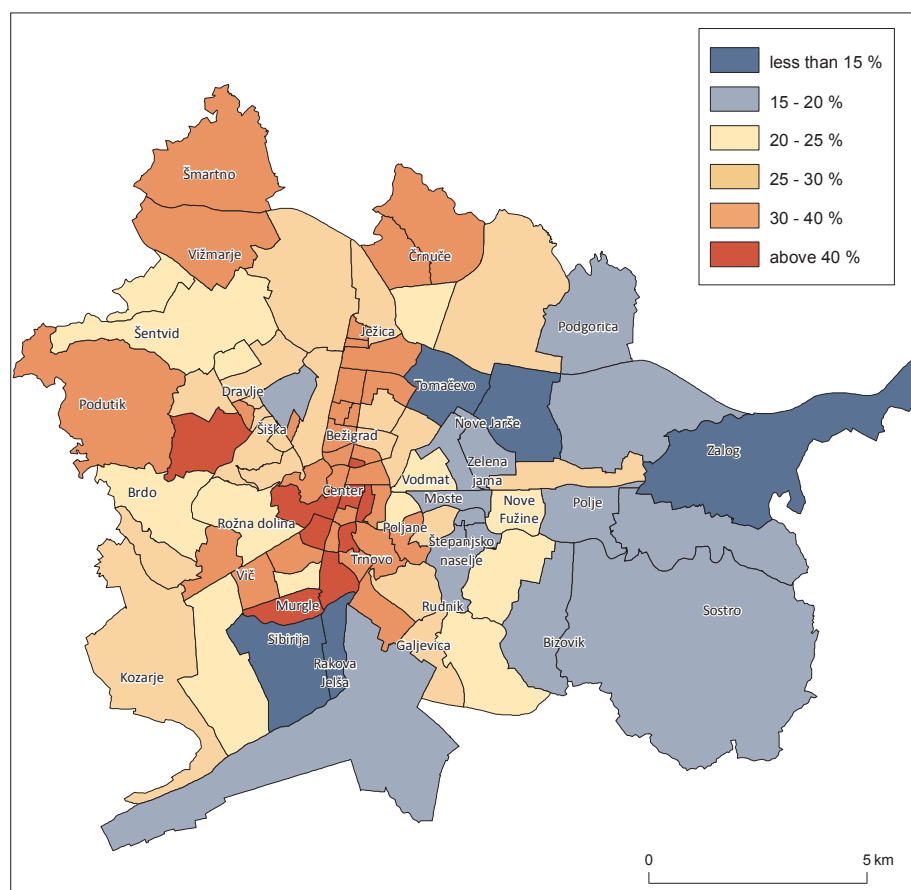 less than 15 %
15 - 20 %
20 - 25 %
25 - 30 %
30 - 40 %
above 40 %
Šmartno
Vižmarje
Črnuče
Podgorica
Šentvid
Ježica
Dravlje
Tomačevo
Podutik
Nove Jarše
Šiška
Bežigrad
Zalog
Zelena
jama
Vodmat
Brdo
Center
Moste
Nove
Fužine
Polje
Rožna dolina
Poljane
Štepanjsko
naselje
Trnovo
Vič
Murgle
Rudnik
Sostro
Sibirija
Galjevica
Bizovik
Rakova
Jelša
Kozarje
0
5 km